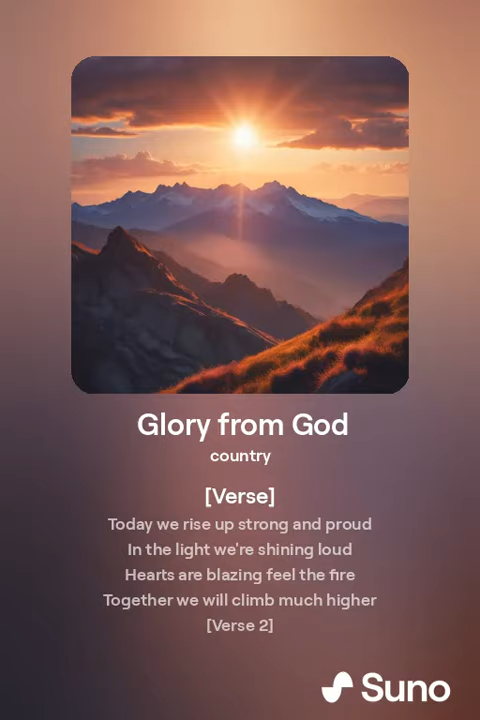 Glory from God
country
[Verse]
Today we rise up strong and proud
In the light we're shining loud
Hearts are blazing feel the fire
Together we will climb much higher
[Verse 2]
Suno